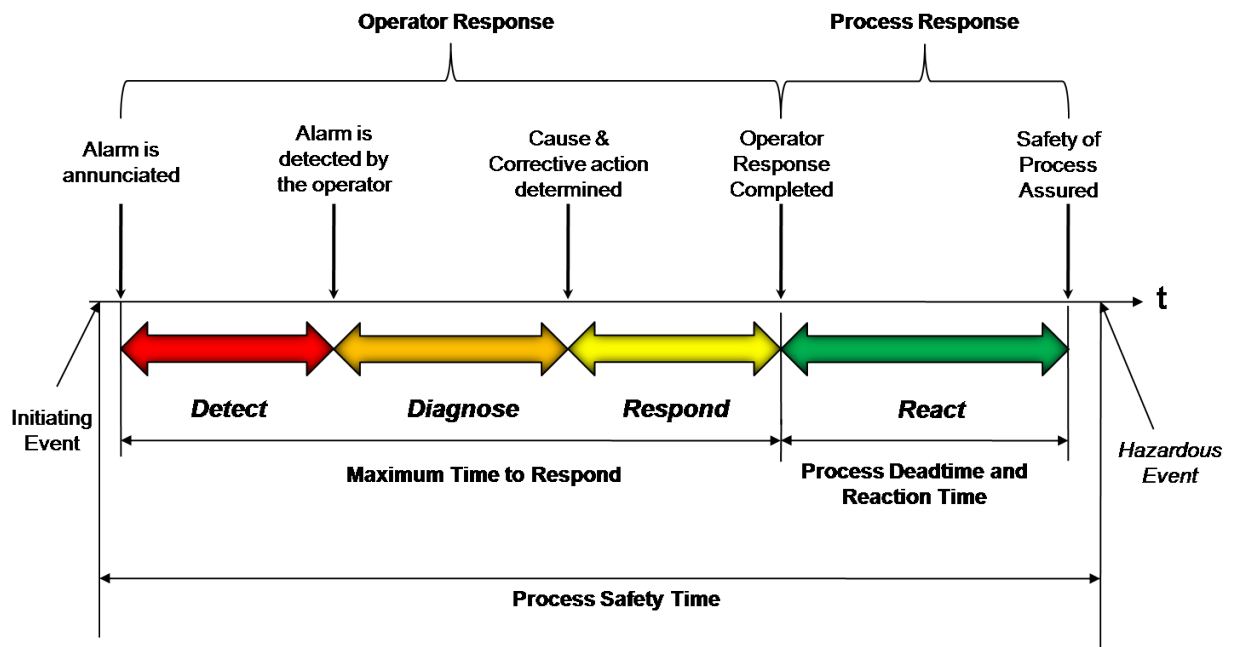 Operator Response
Process Response
Alarm is
annunciated
Alarm is
detected by
the operator
Cause &
Corrective action
determined
Operator
Response
Completed
Safety of
Process
Assured
t
Initiating
Event
Detect
Diagnose
Respond
React
Hazardous
Event
Maximum Time to Respond
Process Deadtime and
Reaction Time
Process Safety Time